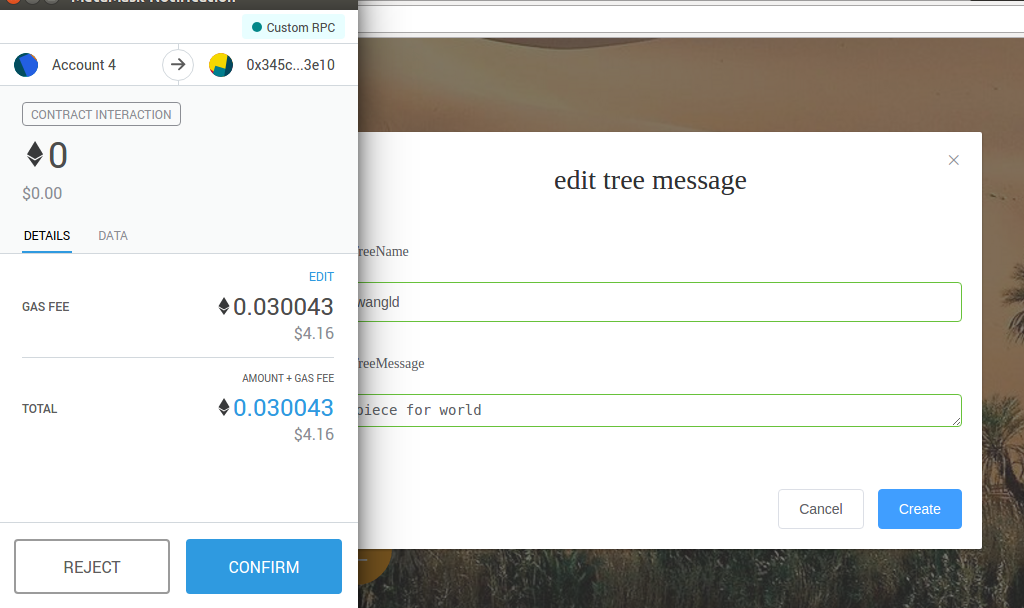 MetaMask Notification
Custom RPC
Account 4
0x345c...3e10
CONTRACT INTERACTION
0
$0.00
DETAILS
DATA
EDIT
GAS FEE
0.030043
$4.16
AMOUNT + GAS FEE
TOTAL
0.030043
$4.16
REJECT
CONFIRM
edit tree message
reeName
wangld
reeMessage
piece for world
Cancel
Create